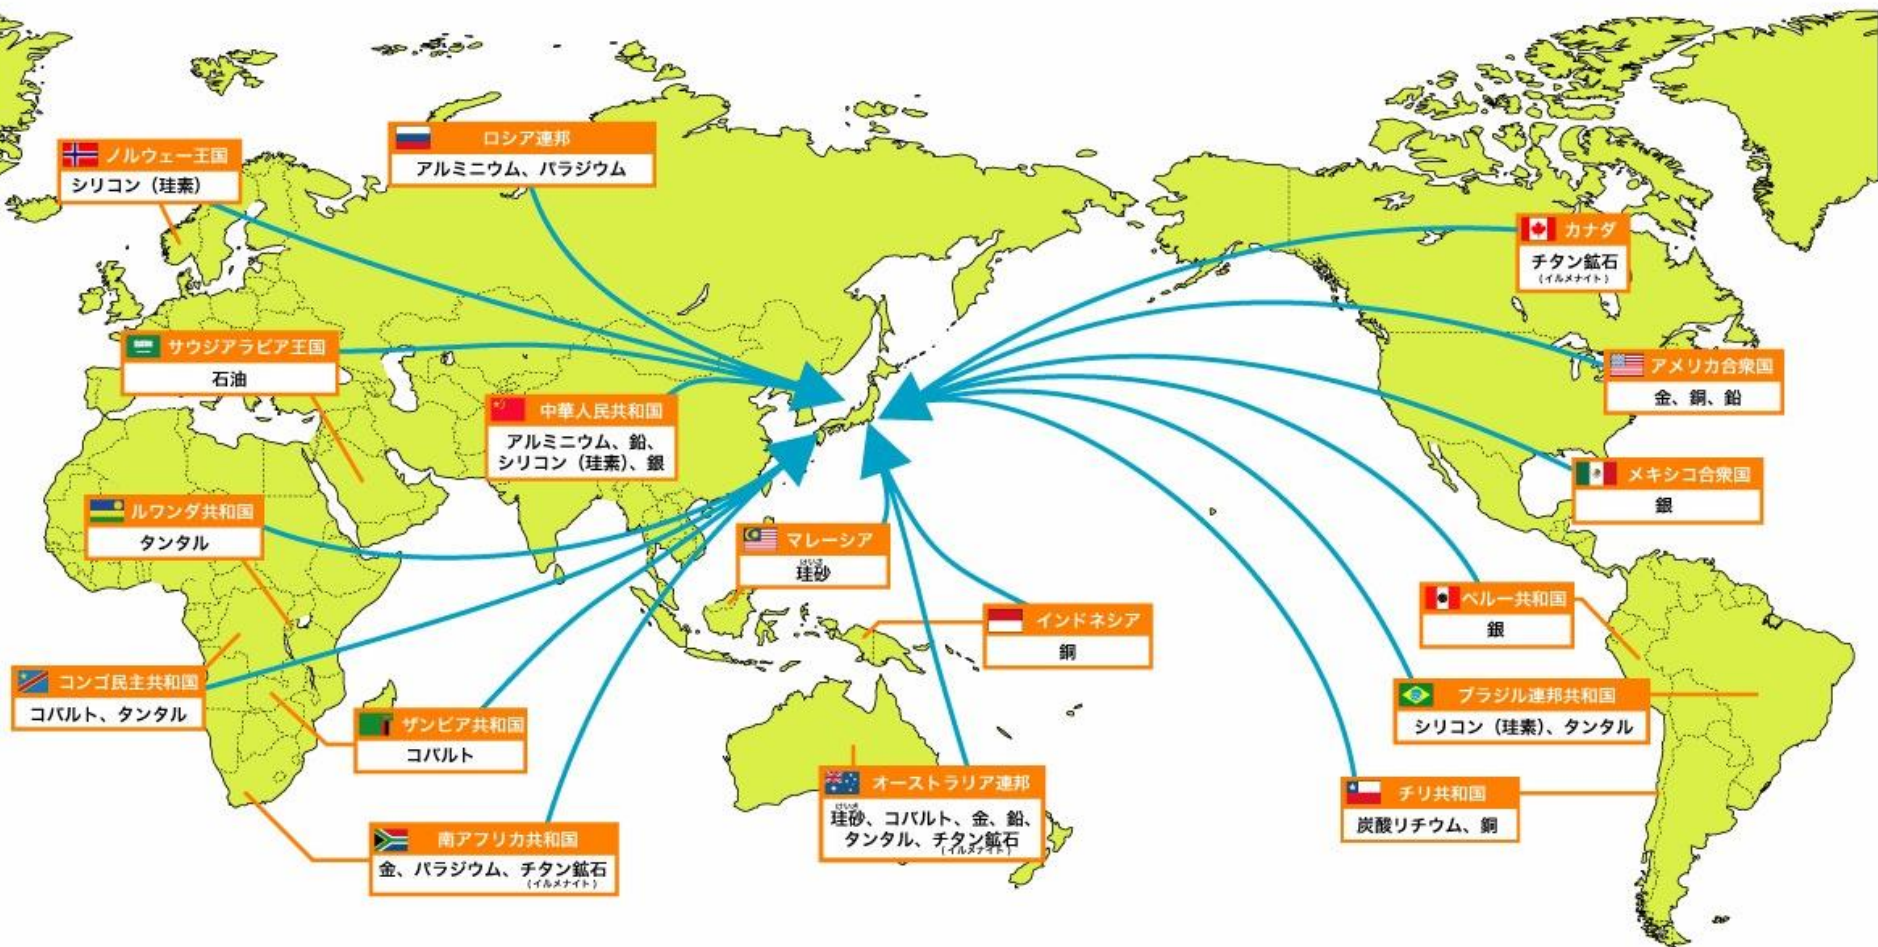 ノルウェー王国
シリコン（珪素）
ロシア連邦
アルミニウム、パラジウム
カナダ
チタン鉱石
（イルメナイト）
サウジアラビア王国
石油
アメリカ合衆国
金、銅、鉛
中華人民共和国
アルミニウム、鉛、
シリコン（珪素）、銀
メキシコ合衆国
銀
ルワンダ共和国
タンタル
マレーシア
けいさ
珪砂
ペルー共和国
銀
インドネシア
銅
コンゴ民主共和国
コバルト、タンタル
ブラジル連邦共和国
シリコン（珪素）、タンタル
ザンビア共和国
コバルト
オーストラリア連邦
けいさ
珪砂、コバルト、金、鉛、
タンタル、チタン鉱石
（イルメナイト）
チリ共和国
炭酸リチウム、銅
南アフリカ共和国
金、パラジウム、チタン鉱石
（イルメナイト）